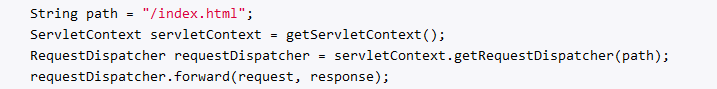 String path = "/index.html";
ServletContext servletContext = getServletContext();
RequestDispatcher requestDispatcher = servletContext.getRequestDispatcher(path);
requestDispatcher.forward(request, response);